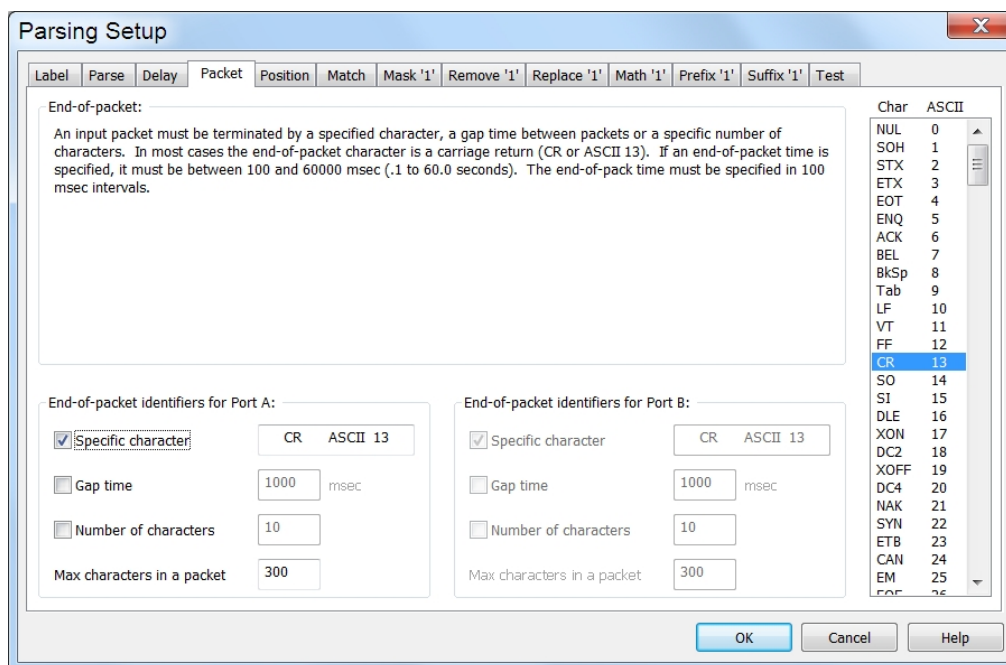 Parsing Setup
X
Label Parse Delay Packet Position Match Mask '1' Remove '1' Replace '1' Math '1' Prefix '1' Suffix '1' Test
End-of-packet:
An input packet must be terminated by a specified character, a gap time between packets or a specific number of
characters. In most cases the end-of-packet character is a carriage return (CR or ASCII 13). If an end-of-packet time is
specified, it must be between 100 and 60000 msec (.1 to 60.0 seconds). The end-of-pack time must be specified in 100
msec intervals.
End-of-packet identifiers for Port A:
Specific character CR ASCII 13
Gap time 1000 msec
Number of characters 10
Max characters in a packet 300
End-of-packet identifiers for Port B:
Specific character CR ASCII 13
Gap time 1000 msec
Number of characters 10
Max characters in a packet 300
Char ASCII
NUL 0
SOH 1
STX 2
ETX 3
EOT 4
ENQ 5
ACK 6
BEL 7
BkSp 8
Tab 9
LF 10
VT 11
FF 12
CR 13
SO 14
SI 15
DLE 16
XON 17
DC2 18
XOFF 19
DC4 20
NAK 21
SYN 22
ETB 23
CAN 24
EM 25
OK Cancel Help